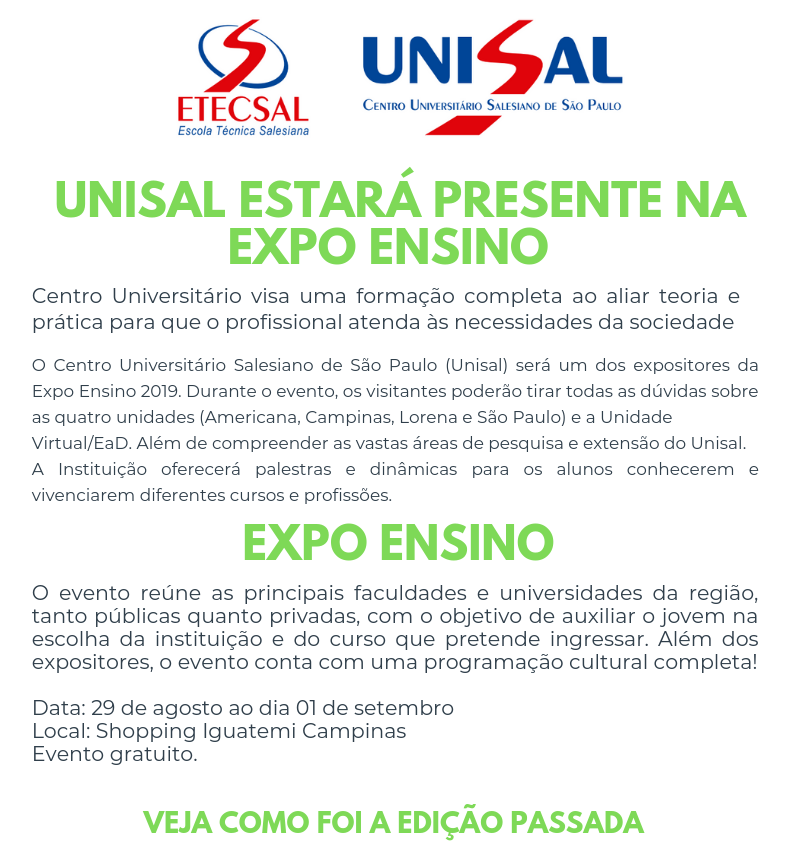 ETECSAL
Escola Técnica Salesiana
UNISAL
CENTRO UNIVERSITÁRIO SALESIANO DE SÃO PAULO
UNISAL ESTARÁ PRESENTE NA
EXPO ENSINO
Centro Universitário visa uma formação completa ao aliar teoria e
prática para que o profissional atenda às necessidades da sociedade
O Centro Universitário Salesiano de São Paulo (Unisal) será um dos expositores da
Expo Ensino 2019. Durante o evento, os visitantes poderão tirar todas as dúvidas sobre
as quatro unidades (Americana, Campinas, Lorena e São Paulo) e a Unidade
Virtual/EaD. Além de compreender as vastas áreas de pesquisa e extensão do Unisal.
A Instituição oferecerá palestras e dinâmicas para os alunos conhecerem e
vivenciarem diferentes cursos e profissões.
EXPO ENSINO
O evento reúne as principais faculdades e universidades da região,
tanto públicas quanto privadas, com o objetivo de auxiliar o jovem na
escolha da instituição e do curso que pretende ingressar. Além dos
expositores, o evento conta com uma programação cultural completa!
Data: 29 de agosto ao dia 01 de setembro
Local: Shopping Iguatemi Campinas
Evento gratuito.
VEJA COMO FOI A EDIÇÃO PASSADA